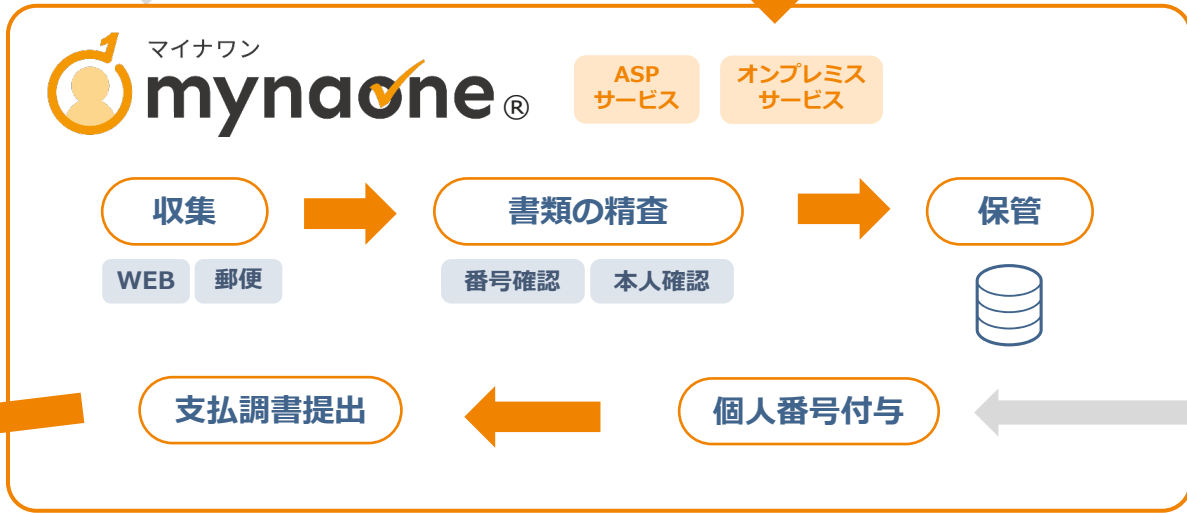 マイナワン
mynaone®
ASP
サービス
オンプレミス
サービス
収集
書類の精査
保管
WEB
郵便
番号確認
本人確認
支払調書提出
個人番号付与